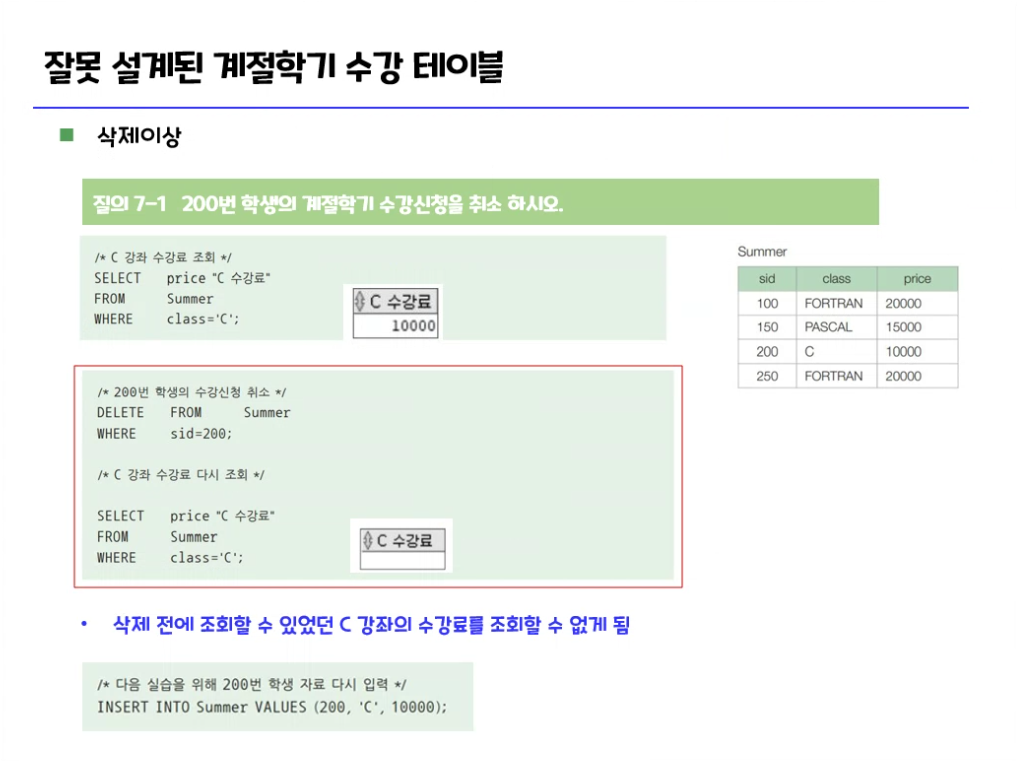 잘못 설계된 계절학기 수강 테이블
■ 삭제이상
질의 7-1 200번 학생의 계절학기 수강신청을 취소 하시오.
/* C 강좌 수강료 조회 */
SELECT price "C 수강료"
FROM Summer
WHERE class='C';
C 수강료
10000
Summer
sid class price
100 FORTRAN 20000
150 PASCAL 15000
200 C 10000
250 FORTRAN 20000
/* 200번 학생의 수강신청 취소 */
DELETE FROM Summer
WHERE sid=200;
/* C 강좌 수강료 다시 조회 */
SELECT price "C 수강료"
FROM Summer
WHERE class='C';
C 수강료
• 삭제 전에 조회할 수 있었던 C 강좌의 수강료를 조회할 수 없게 됨
/* 다음 실습을 위해 200번 학생 자료 다시 입력 */
INSERT INTO Summer VALUES (200, 'C', 10000);